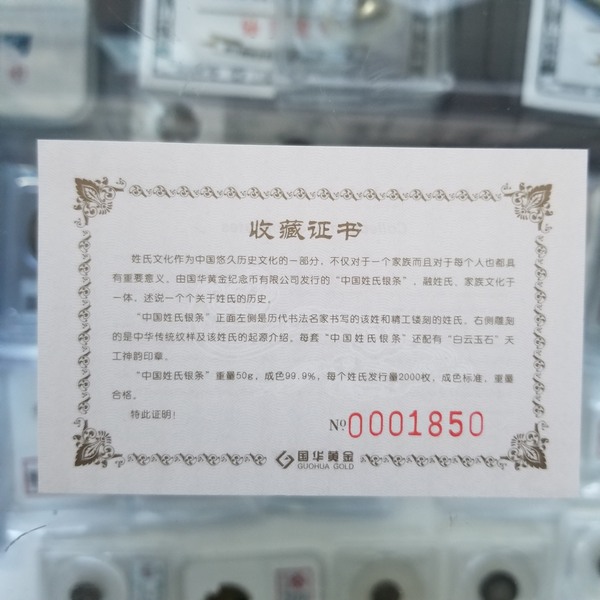 收藏证书
姓氏文化作为中国悠久历史文化的一部分，不仅对于一个家族而且对于每个人也都具
有重要意义。由国华黄金纪念币有限公司发行的“中国姓氏银条”，融姓氏、家族文化于
一体，述说一个个关于姓氏的历史。
“中国姓氏银条”正面左侧是历代书法名家书写的该姓和精工镂刻的姓氏，右侧雕刻
的是中华传统纹样及该姓氏的起源介绍。每套“中国姓氏银条”还配有“白云玉石”天
工神韵印章。
“中国姓氏银条”重量50g，成色99.9%，每个姓氏发行量2000枚，成色标准，重量
合格。
特此证明！
№0001850
国华黄金
GUOHUA GOLD